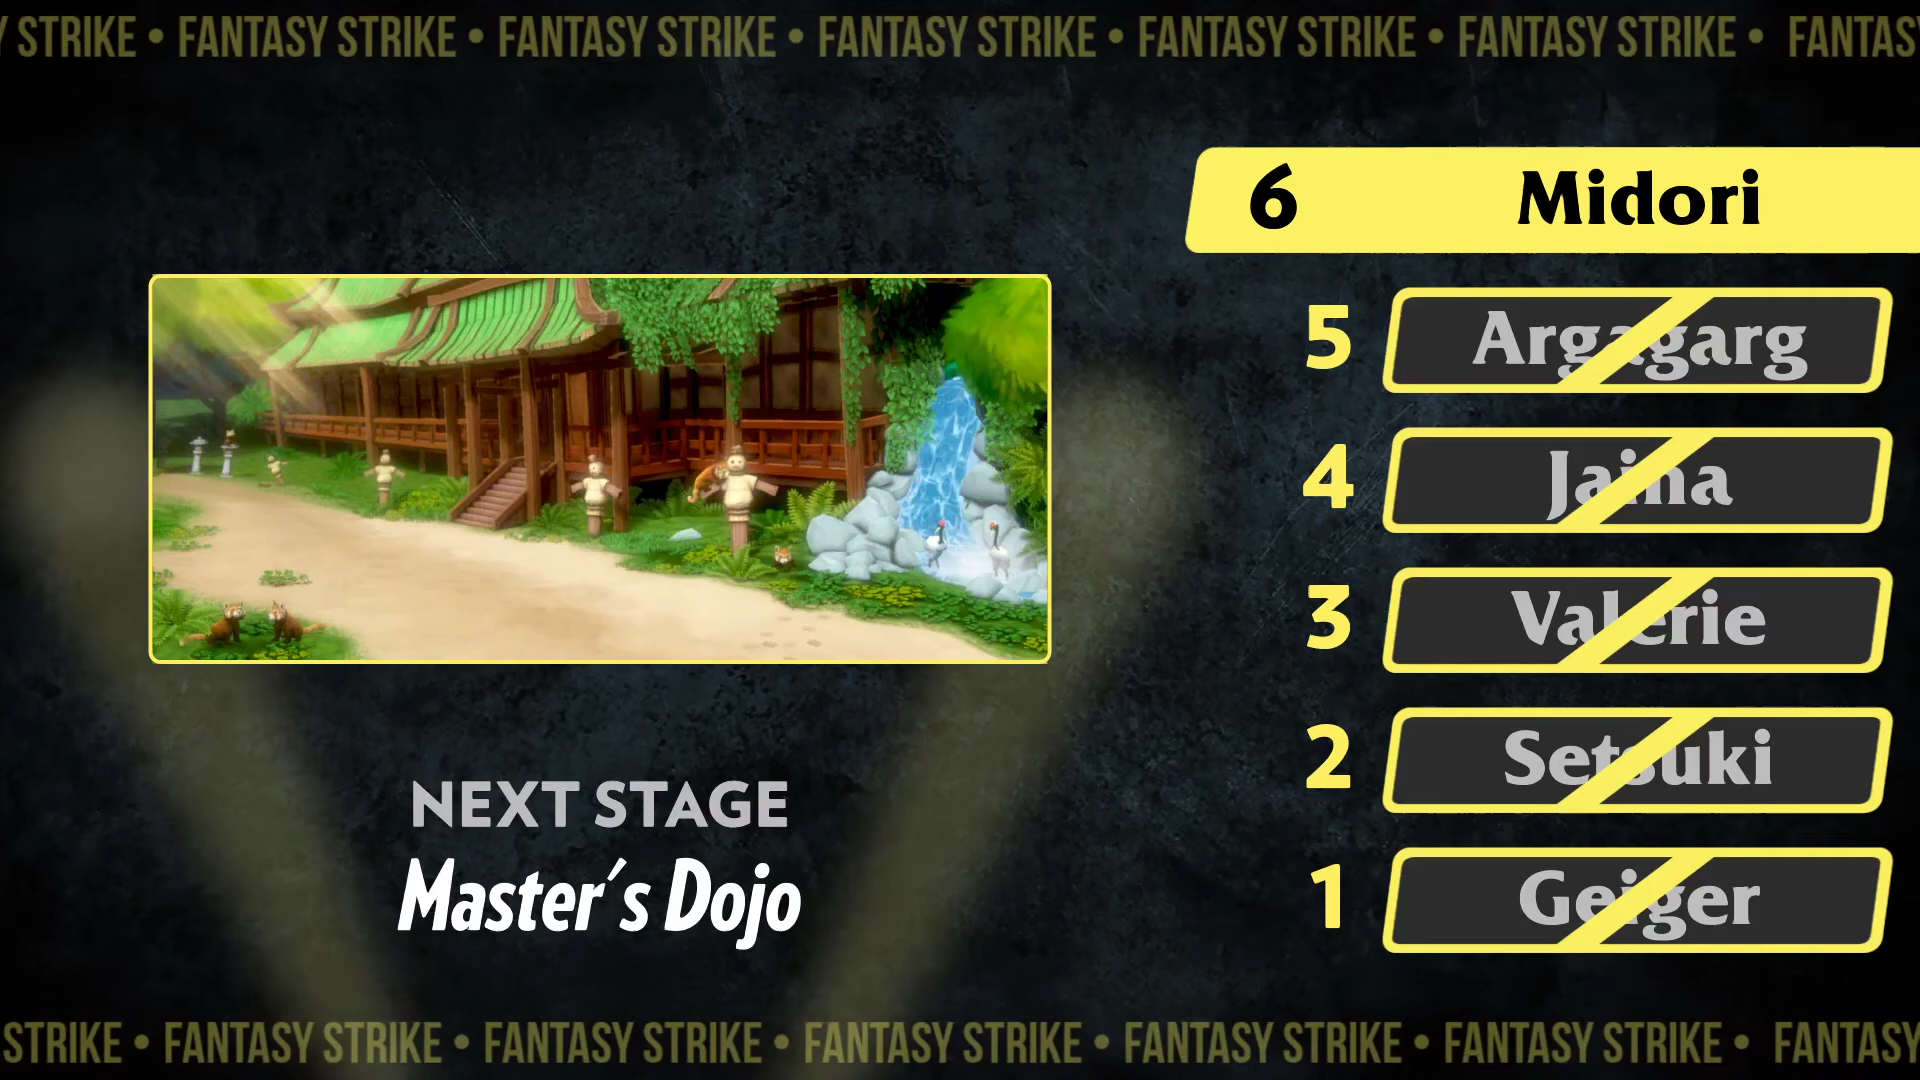 STRIKE • FANTASY STRIKE • FANTASY STRIKE • FANTASY STRIKE • FANTASY STRIKE • FANTASY STRIKE • FANTAS
6 Midori
5 Argagarg
4 Jaina
3 Valerie
2 Setsuki
1 Geiger
NEXT STAGE
Master's Dojo
STRIKE • FANTASY STRIKE • FANTASY STRIKE • FANTASY STRIKE • FANTASY STRIKE • FANTASY STRIKE • FANTASY